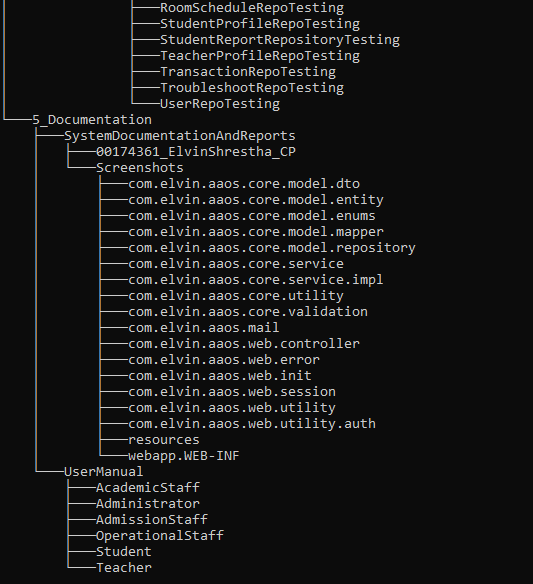 RoomScheduleRepoTesting
StudentProfileRepoTesting
StudentReportRepositoryTesting
TeacherProfileRepoTesting
TransactionRepoTesting
TroubleshootRepoTesting
UserRepoTesting
5_Documentation
SystemDocumentationAndReports
00174361_ElvinShrestha_CP
Screenshots
com.elvin.aaos.core.model.dto
com.elvin.aaos.core.model.entity
com.elvin.aaos.core.model.enums
com.elvin.aaos.core.model.mapper
com.elvin.aaos.core.model.repository
com.elvin.aaos.core.service
com.elvin.aaos.core.service.impl
com.elvin.aaos.core.utility
com.elvin.aaos.core.validation
com.elvin.aaos.mail
com.elvin.aaos.web.controller
com.elvin.aaos.web.error
com.elvin.aaos.web.init
com.elvin.aaos.web.session
com.elvin.aaos.web.utility
com.elvin.aaos.web.utility.auth
resources
webapp.WEB-INF
UserManual
AcademicStaff
Administrator
AdmissionStaff
OperationalStaff
Student
Teacher